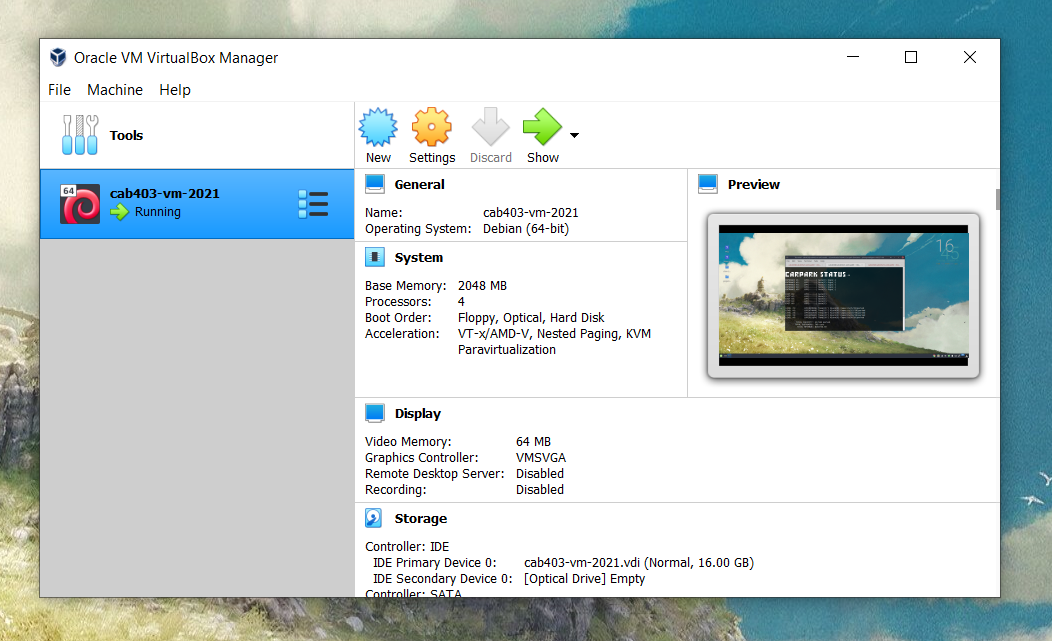 Oracle VM VirtualBox Manager
File Machine Help
Tools
New Settings Discard Show
64
cab403-vm-2021
Running
General
Name: cab403-vm-2021
Operating System: Debian (64-bit)
System
Base Memory: 2048 MB
Processors: 4
Boot Order: Floppy, Optical, Hard Disk
Acceleration: VT-x/AMD-V, Nested Paging, KVM
Paravirtualization
Preview
16
45
CARPARK STATUS
Display
Video Memory: 64 MB
Graphics Controller: VMSVGA
Remote Desktop Server: Disabled
Recording: Disabled
Storage
Controller: IDE
IDE Primary Device 0: cab403-vm-2021.vdi (Normal, 16.00 GB)
IDE Secondary Device 0: [Optical Drive] Empty
Controller: SATA